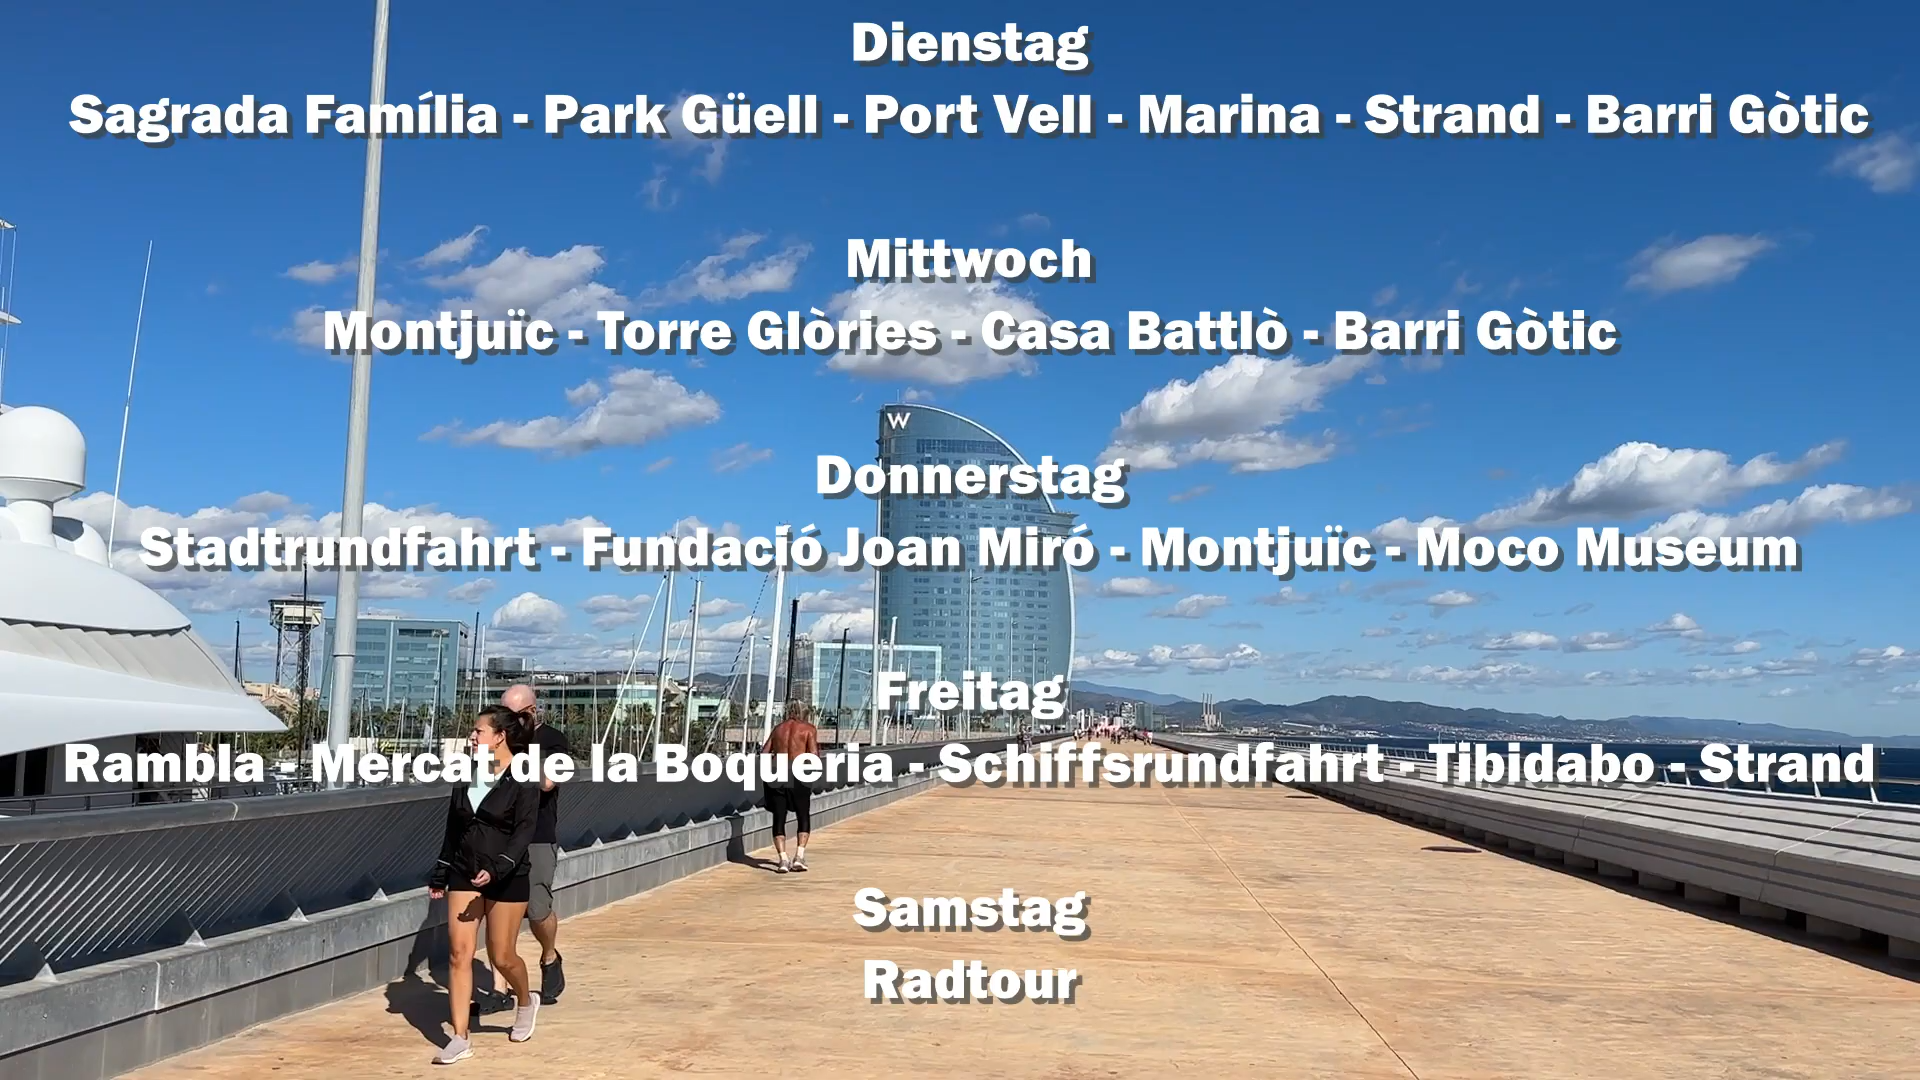 Dienstag
Sagrada Família - Park Güell - Port Vell - Marina - Strand - Barri Gòtic
Mittwoch
Montjuïc - Torre Glòries - Casa Battlò - Barri Gòtic
W
Donnerstag
Stadtrundfahrt - Fundació Joan Miró - Montjuïc - Moco Museum
Freitag
Rambla - Mercat de la Boqueria - Schiffsrundfahrt - Tibidabo - Strand
Samstag
Radtour